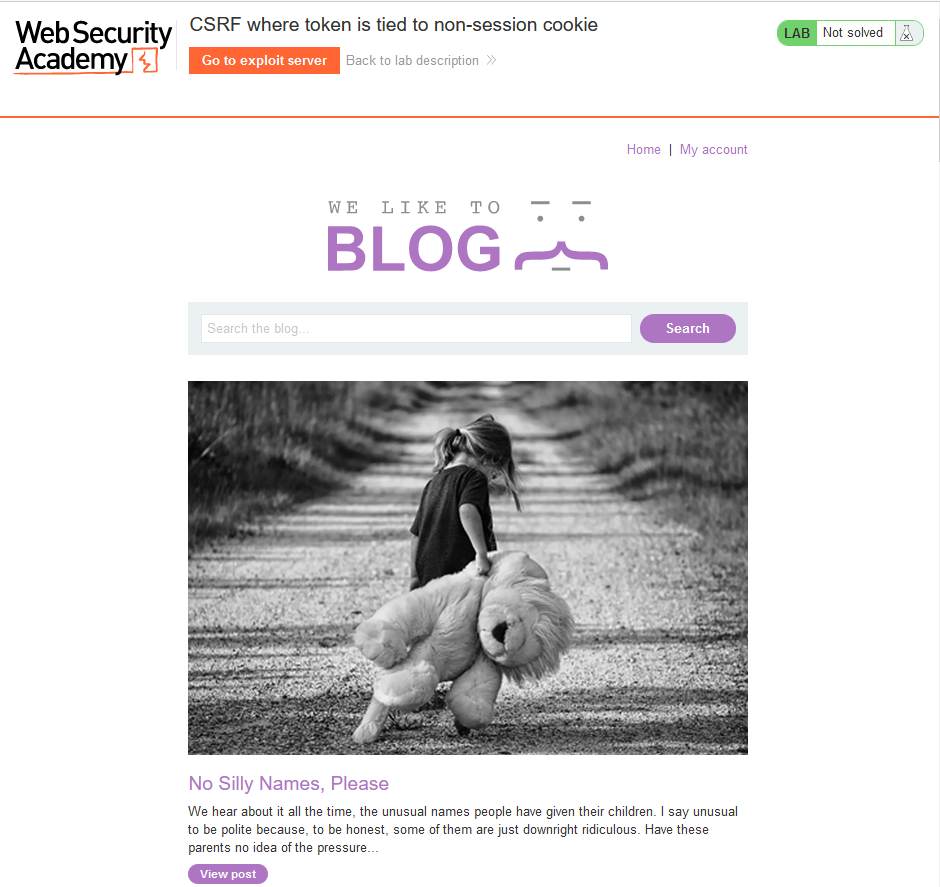 Web Security
Academy
CSRF where token is tied to non-session cookie
Go to exploit server
Back to lab description
LAB
Not solved
Home | My account
WE LIKE TO
BLOG
Search the blog...
Search
No Silly Names, Please
We hear about it all the time, the unusual names people have given their children. I say unusual
to be polite because, to be honest, some of them are just downright ridiculous. Have these
parents no idea of the pressure...
View post